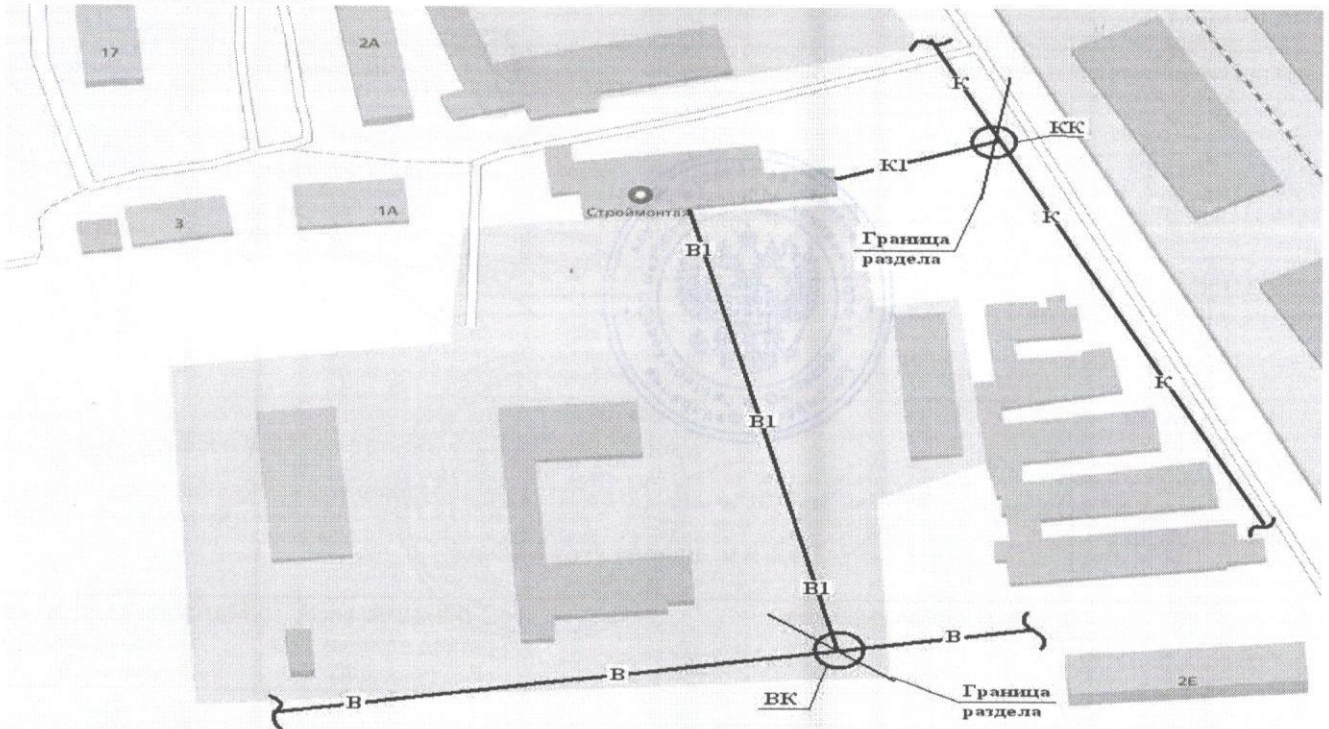 17
2А
К
КК
К1
3
1А
Строймонтаж
К
В1
Граница
раздела
К
В1
В1
В
В
В
ВК
Граница
раздела
2Е